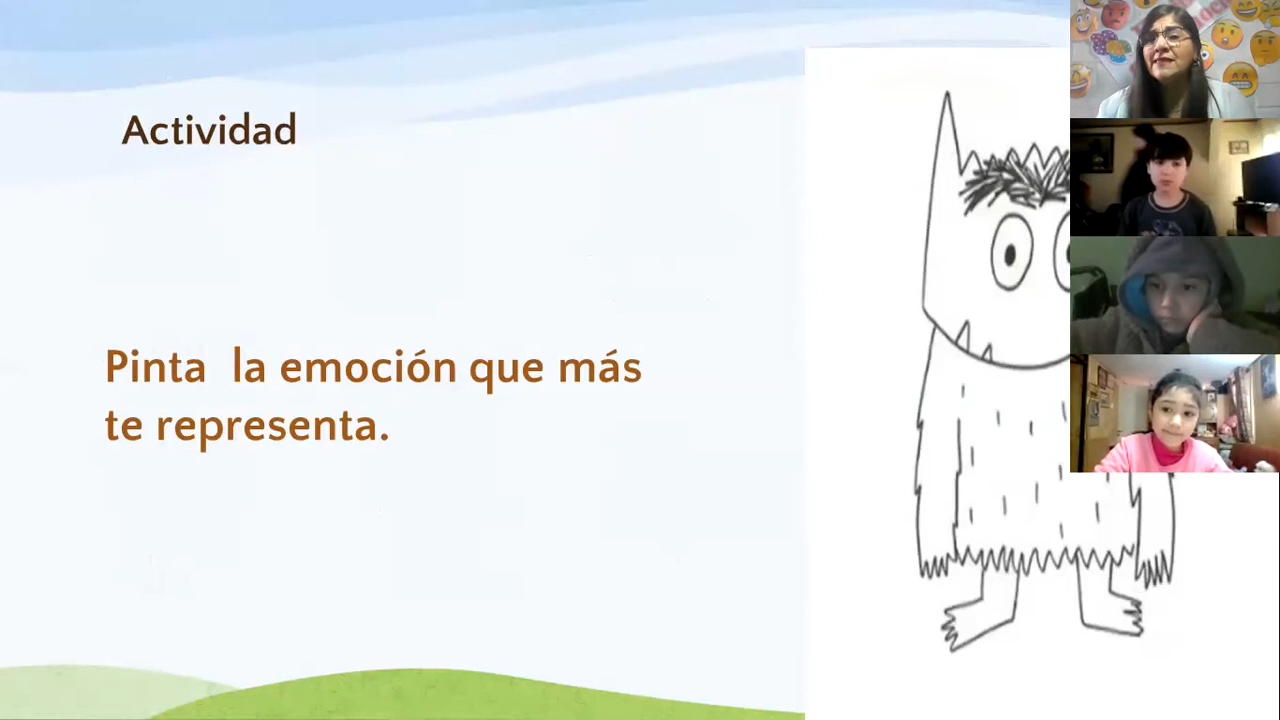 Actividad
Pinta la emoción que más
te representa.